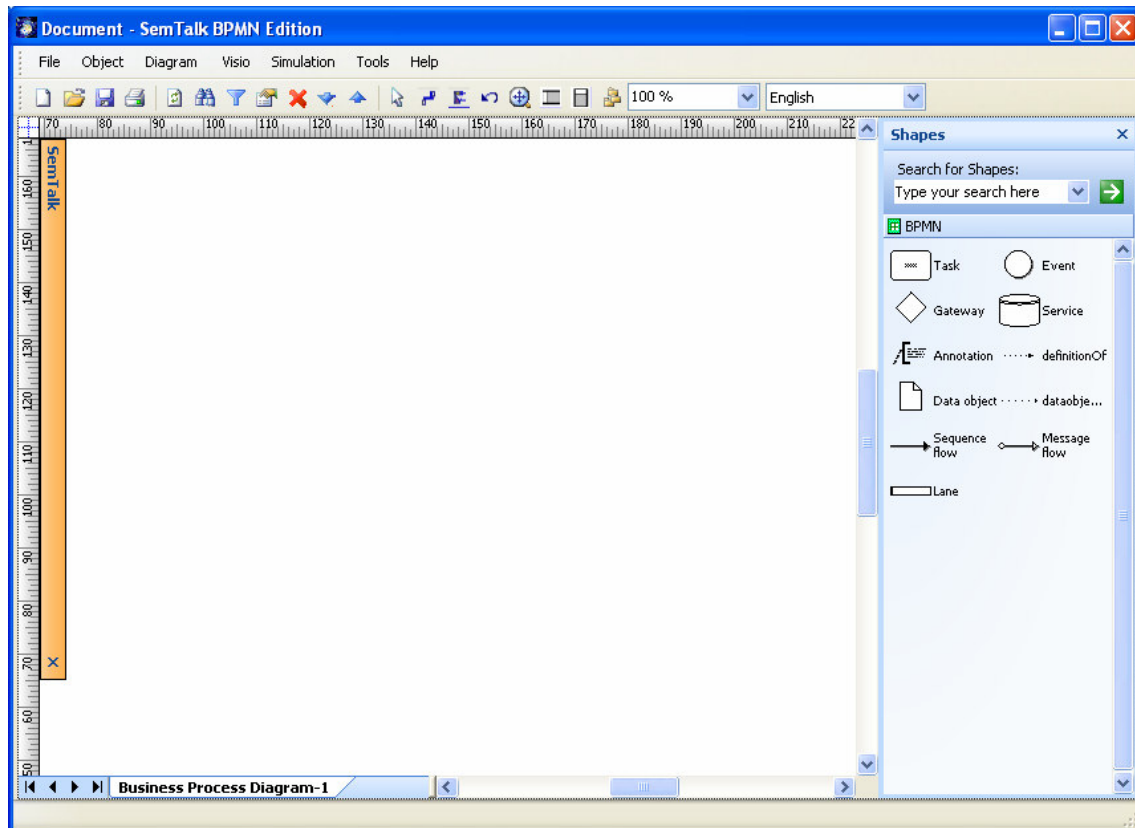 Document - SemTalk BPMN Edition
File Object Diagram Visio Simulation Tools Help
100 % English
70 80 90 100 110 120 130 140 150 160 170 180 190 200 210 22
Shapes
Search for Shapes:
Type your search here
BPMN
Task Event
Gateway Service
Annotation definitionOf
Data object dataobje...
Sequence flow Message flow
Lane
SemTalk
160
150
140
130
120
110
100
90
80
70
60
50
Business Process Diagram-1